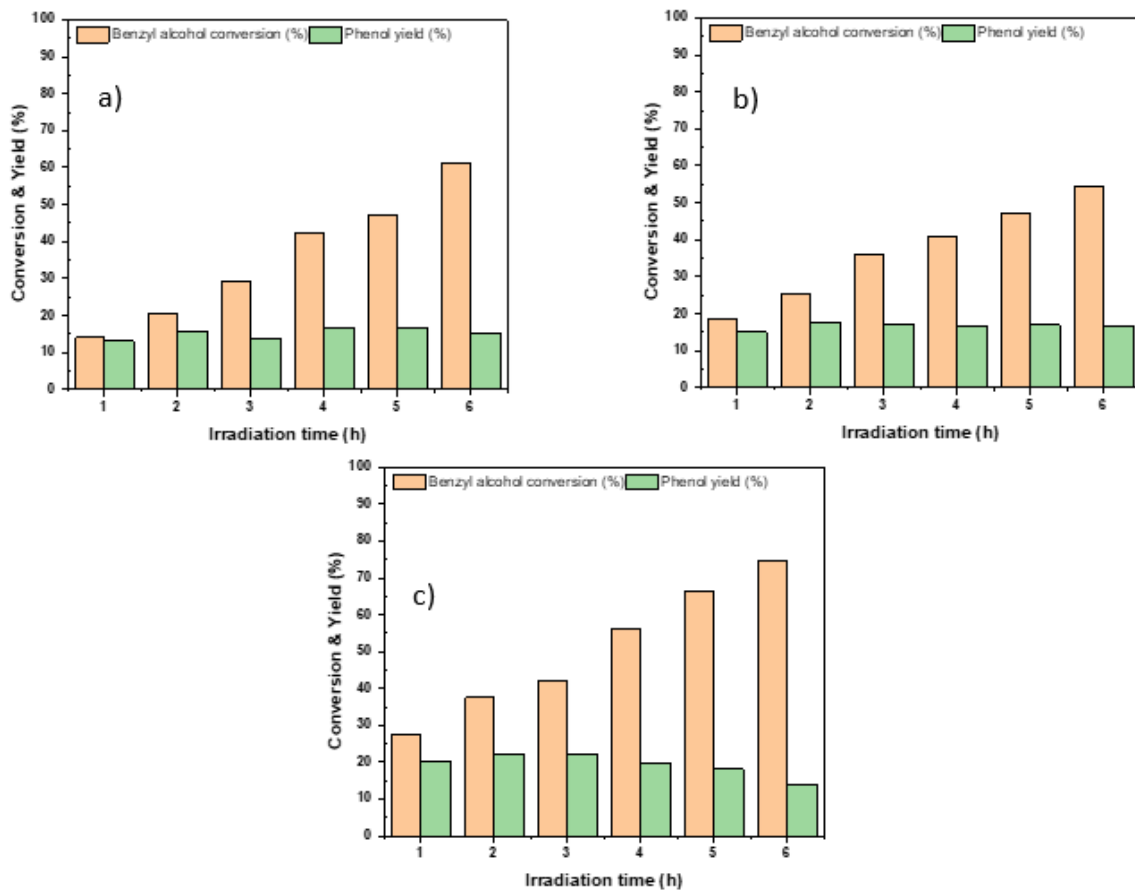 Benzyl alcohol conversion (%) Phenol yield (%)
a)
Conversion & Yield (%)
100
90
80
70
60
50
40
30
20
10
0
1 2 3 4 5 6
Irradiation time (h)
Benzyl alcohol conversion (%) Phenol yield (%)
b)
Conversion & Yield (%)
100
90
80
70
60
50
40
30
20
10
0
1 2 3 4 5 6
Irradiation time (h)
Benzyl alcohol conversion (%) Phenol yield (%)
c)
Conversion & Yield (%)
100
90
80
70
60
50
40
30
20
10
0
1 2 3 4 5 6
Irradiation time (h)